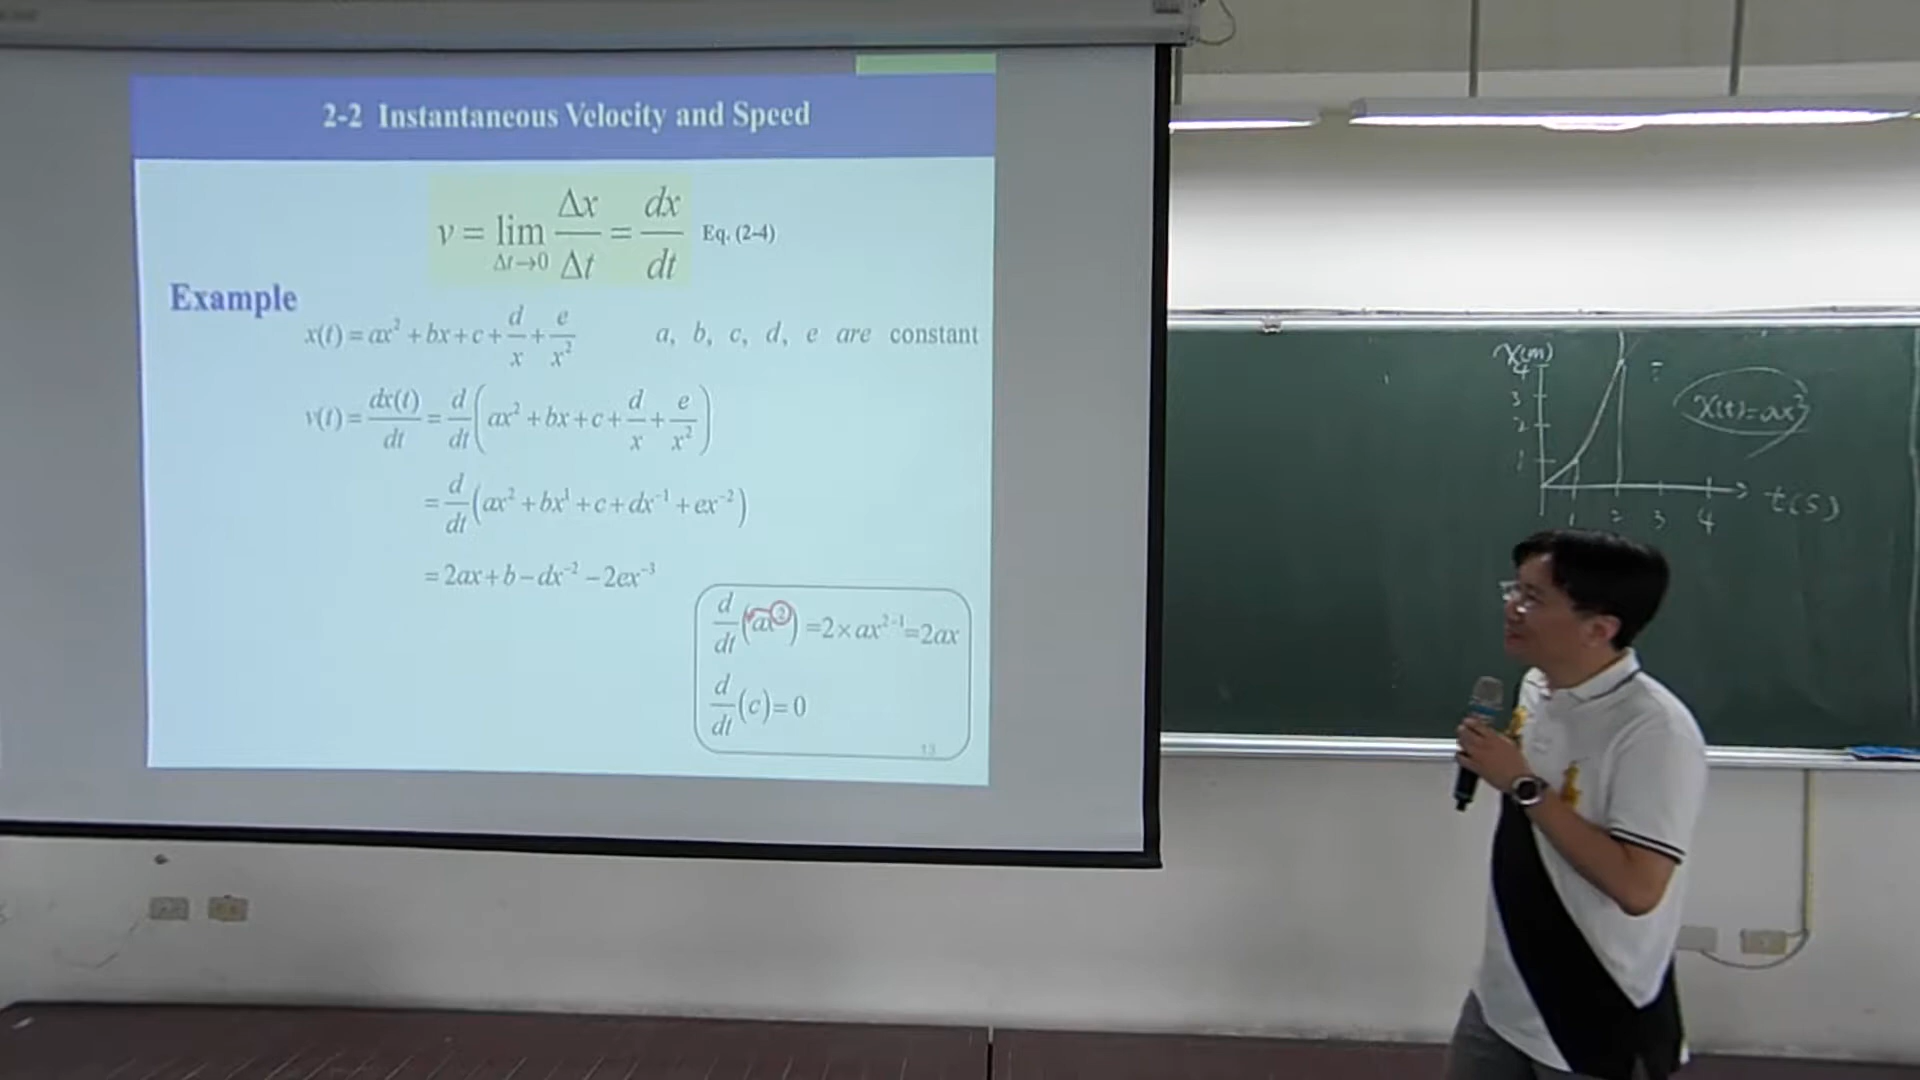 2-2 Instantaneous Velocity and Speed
v = lim Δt→0 Δx/Δt = dx/dt Eq. (2-4)
Example
x(t) = ax² + bx + c + d/x + e/x² a, b, c, d, e are constant
v(t) = dx(t)/dt = d/dt (ax² + bx + c + d/x + e/x²)
= d/dt (ax² + bx¹ + c + dx⁻¹ + ex⁻²)
= 2ax + b − dx⁻² − 2ex⁻³
d/dt (ax²) = 2 × ax²⁻¹ = 2ax
d/dt (c) = 0
13
x(m)
4
3
2
1
1 2 3 4 t(s)
x(t) = ax²